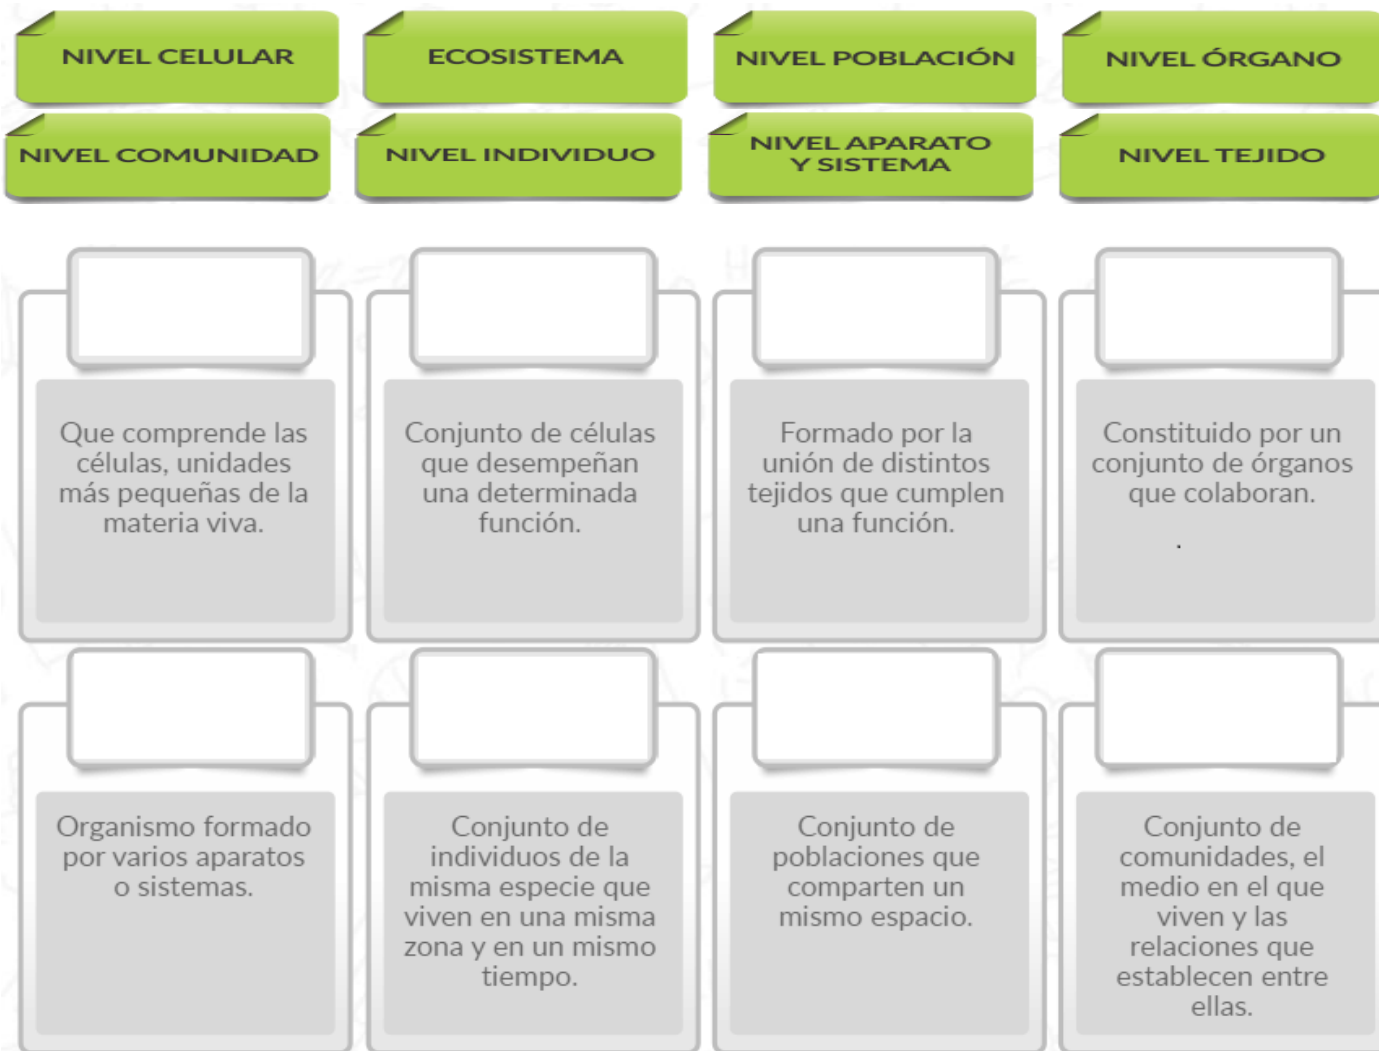 NIVEL CELULAR
ECOSISTEMA
NIVEL POBLACIÓN
NIVEL ÓRGANO
NIVEL COMUNIDAD
NIVEL INDIVIDUO
NIVEL APARATO
Y SISTEMA
NIVEL TEJIDO
Que comprende las
células, unidades
más pequeñas de la
materia viva.
Conjunto de células
que desempeñan
una determinada
función.
Formado por la
unión de distintos
tejidos que cumplen
una función.
Constituido por un
conjunto de órganos
que colaboran.
.
Organismo formado
por varios aparatos
o sistemas.
Conjunto de
individuos de la
misma especie que
viven en una misma
zona y en un mismo
tiempo.
Conjunto de
poblaciones que
comparten un
mismo espacio.
Conjunto de
comunidades, el
medio en el que
viven y las
relaciones que
establecen entre
ellas.